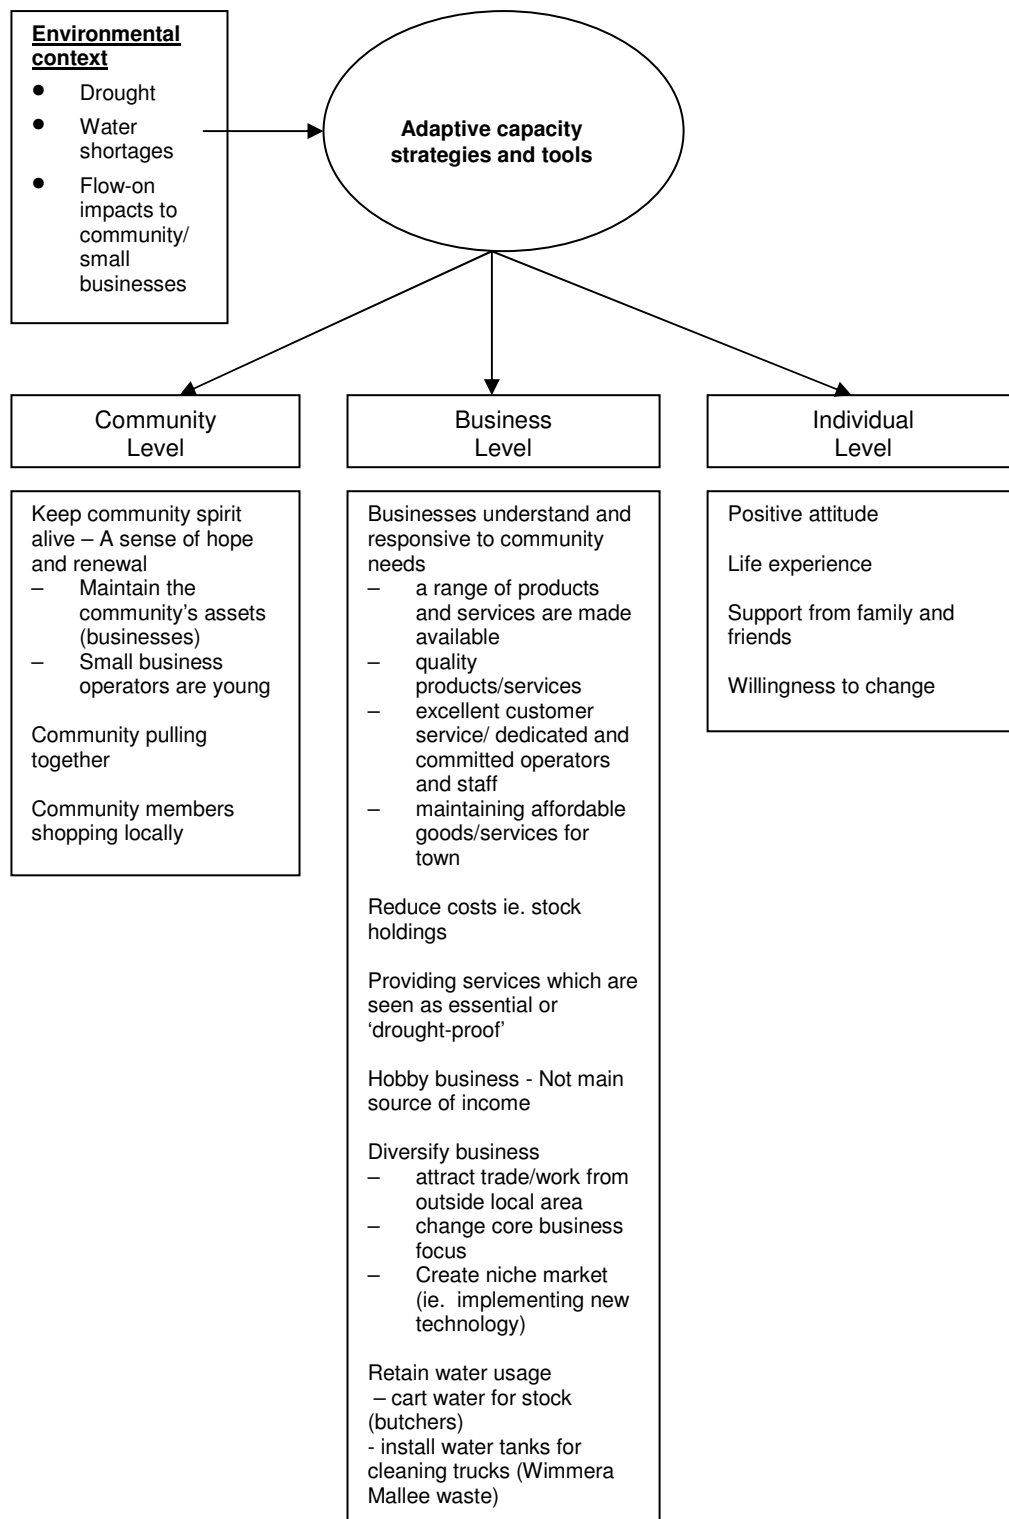 Environmental
context
● Drought
● Water
shortages
● Flow-on
impacts to
community/
small
businesses
Adaptive capacity
strategies and tools
Community
Level
Keep community spirit
alive – A sense of hope
and renewal
– Maintain the
community’s assets
(businesses)
– Small business
operators are young
Community pulling
together
Community members
shopping locally
Business
Level
Businesses understand and
responsive to community
needs
– a range of products
and services are made
available
– quality
products/services
– excellent customer
service/ dedicated and
committed operators
and staff
– maintaining affordable
goods/services for
town
Reduce costs ie. stock
holdings
Providing services which are
seen as essential or
‘drought-proof’
Hobby business - Not main
source of income
Diversify business
– attract trade/work from
outside local area
– change core business
focus
– Create niche market
(ie. implementing new
technology)
Retain water usage
– cart water for stock
(butchers)
- install water tanks for
cleaning trucks (Wimmera
Mallee waste)
Individual
Level
Positive attitude
Life experience
Support from family and
friends
Willingness to change